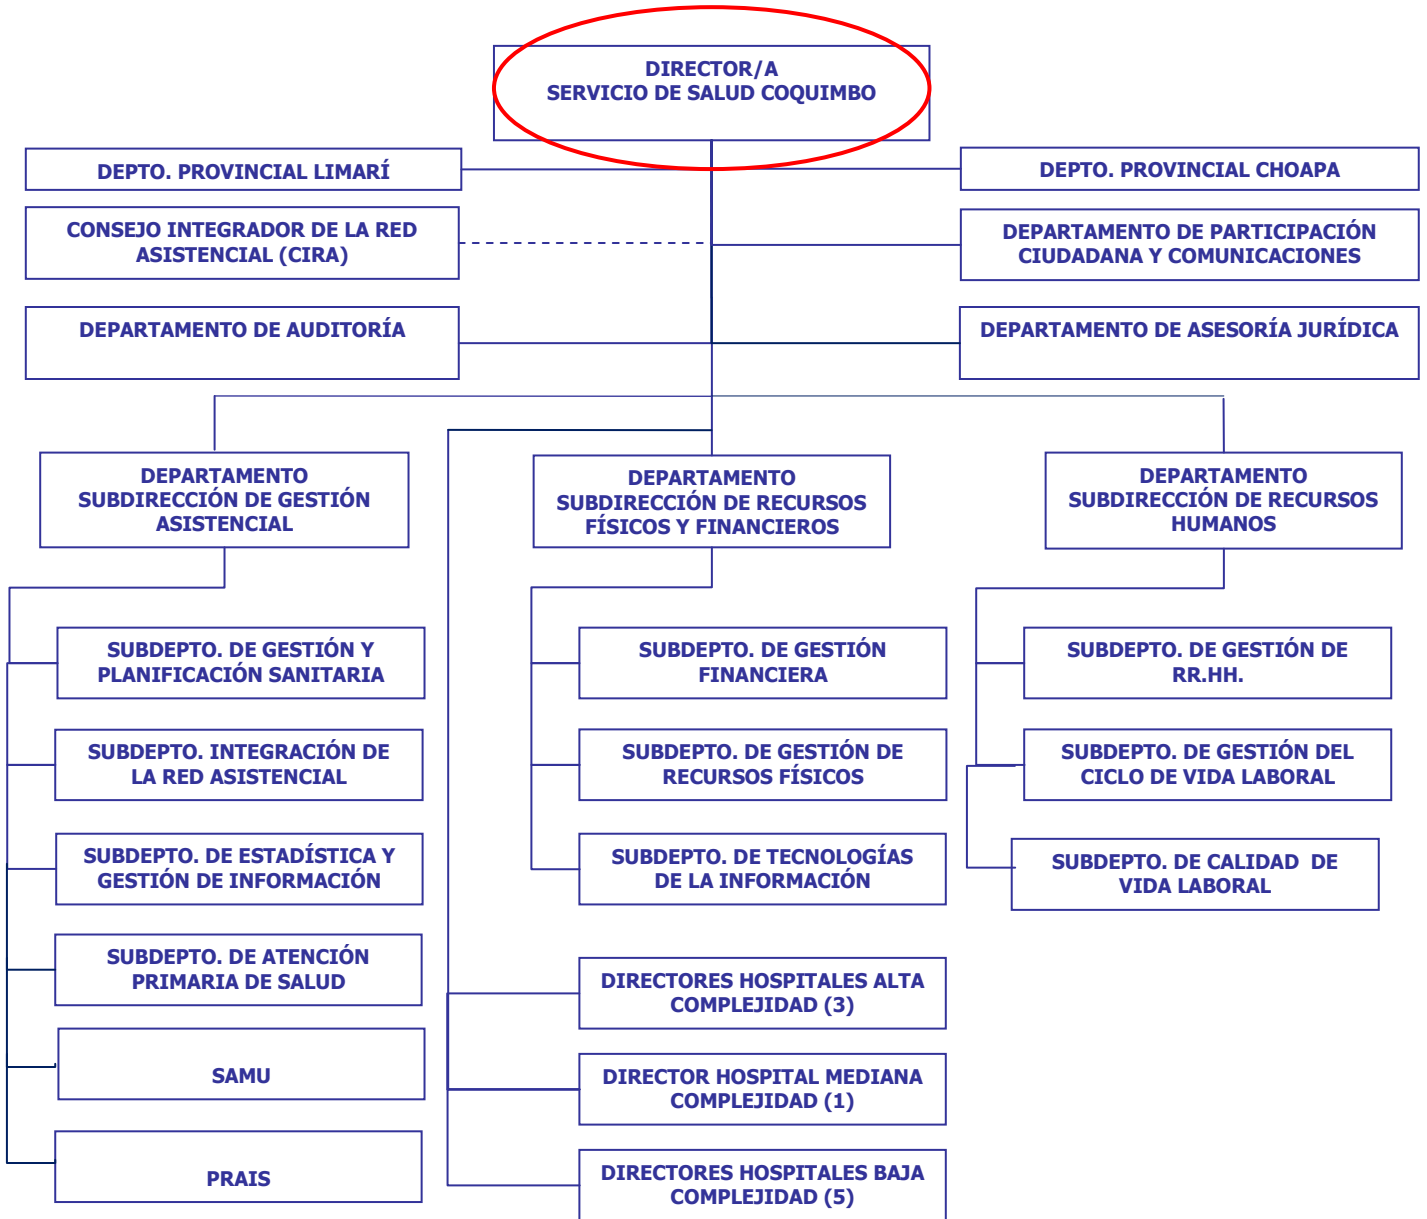 DIRECTOR/A
SERVICIO DE SALUD COQUIMBO
DEPTO. PROVINCIAL LIMARÍ
DEPTO. PROVINCIAL CHOAPA
CONSEJO INTEGRADOR DE LA RED
ASISTENCIAL (CIRA)
DEPARTAMENTO DE PARTICIPACIÓN
CIUDADANA Y COMUNICACIONES
DEPARTAMENTO DE AUDITORÍA
DEPARTAMENTO DE ASESORÍA JURÍDICA
DEPARTAMENTO
SUBDIRECCIÓN DE GESTIÓN
ASISTENCIAL
DEPARTAMENTO
SUBDIRECCIÓN DE RECURSOS
FÍSICOS Y FINANCIEROS
DEPARTAMENTO
SUBDIRECCIÓN DE RECURSOS
HUMANOS
SUBDEPTO. DE GESTIÓN Y
PLANIFICACIÓN SANITARIA
SUBDEPTO. INTEGRACIÓN DE
LA RED ASISTENCIAL
SUBDEPTO. DE ESTADÍSTICA Y
GESTIÓN DE INFORMACIÓN
SUBDEPTO. DE ATENCIÓN
PRIMARIA DE SALUD
SAMU
PRAIS
SUBDEPTO. DE GESTIÓN
FINANCIERA
SUBDEPTO. DE GESTIÓN DE
RECURSOS FÍSICOS
SUBDEPTO. DE TECNOLOGÍAS
DE LA INFORMACIÓN
DIRECTORES HOSPITALES ALTA
COMPLEJIDAD (3)
DIRECTOR HOSPITAL MEDIANA
COMPLEJIDAD (1)
DIRECTORES HOSPITALES BAJA
COMPLEJIDAD (5)
SUBDEPTO. DE GESTIÓN DE
RR.HH.
SUBDEPTO. DE GESTIÓN DEL
CICLO DE VIDA LABORAL
SUBDEPTO. DE CALIDAD DE
VIDA LABORAL